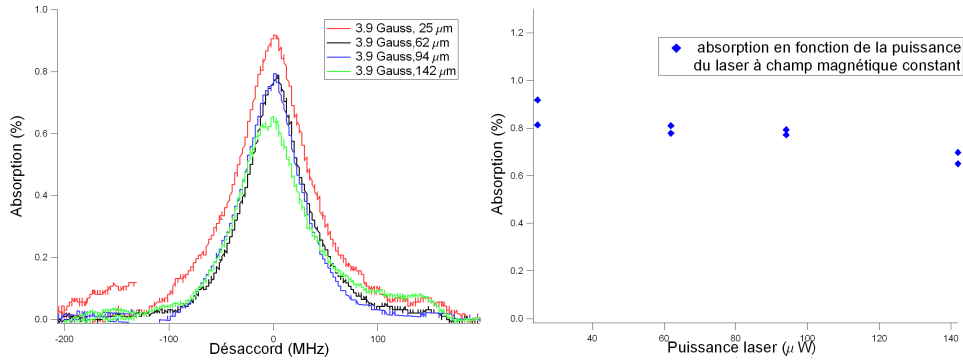 1.0
0.8
0.6
0.4
0.2
0.0
Absorption (%)
3.9 Gauss, 25 μm
3.9 Gauss,62 μm
3.9 Gauss,94 μm
3.9 Gauss,142 μm
-200
-100
0
100
Désaccord (MHz)
1.2
1.0
0.8
0.6
0.4
0.2
0.0
Absorption (%)
absorption en fonction de la puissance
du laser à champ magnétique constant
40
60
80
100
120
140
Puissance laser (μ W)